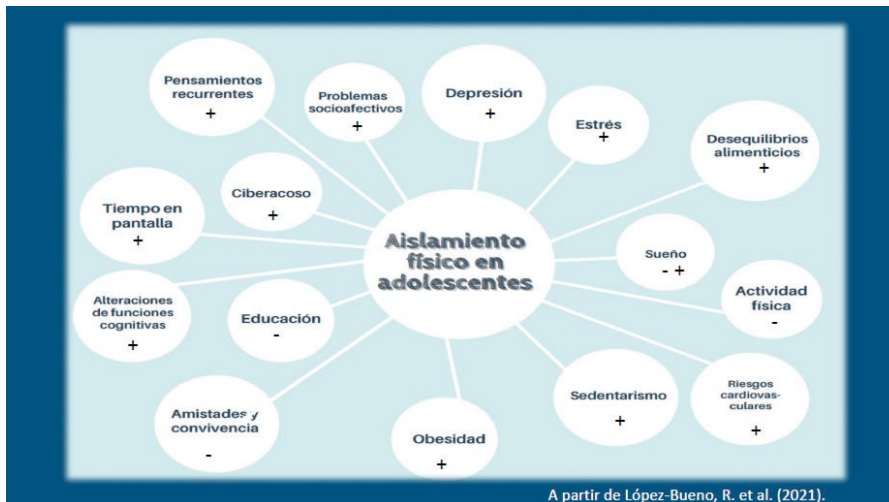 Pensamientos
recurrentes
+
Problemas
socioafectivos
+
Depresión
+
Estrés
+
Desequilibrios
alimenticios
+
Ciberacoso
+
Tiempo en
pantalla
+
Aislamiento
físico en
adolescentes
Sueño
- +
Alteraciones
de funciones
cognitivas
+
Educación
-
Actividad
física
-
Amistades y
convivencia
-
Obesidad
+
Sedentarismo
+
Riesgos
cardiovas-
culares
+
A partir de López-Bueno, R. et al. (2021).